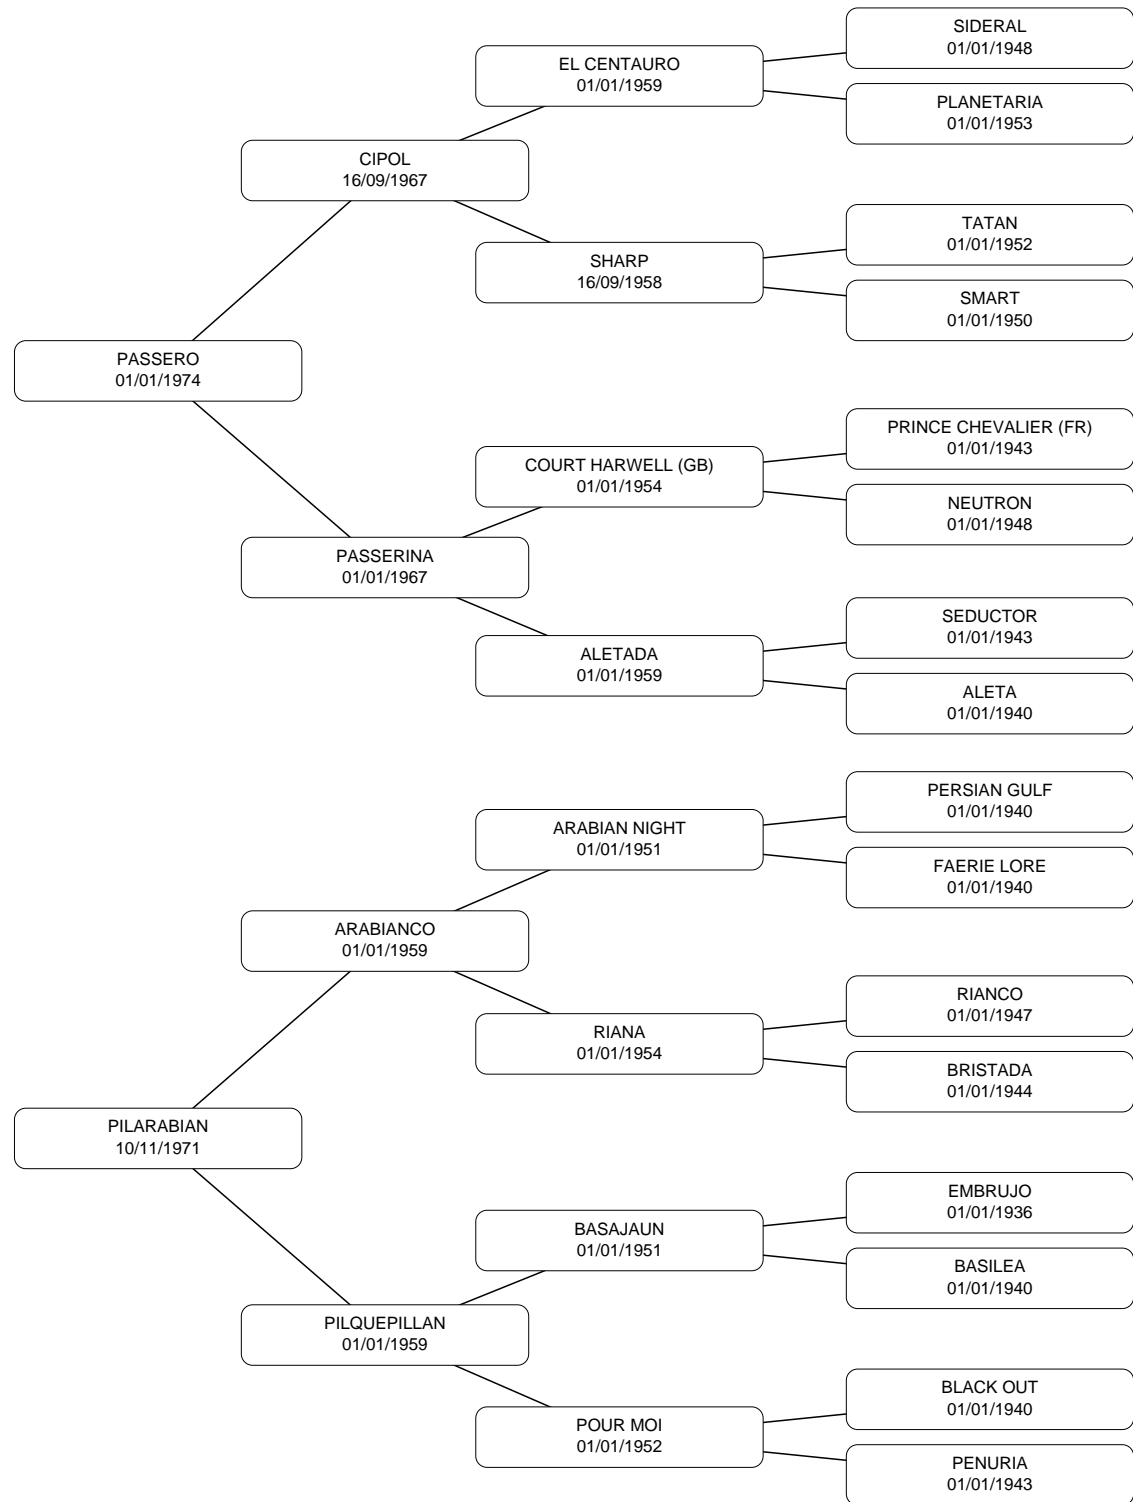 SIDERAL
01/01/1948
EL CENTAURO
01/01/1959
PLANETARIA
01/01/1953
CIPOL
16/09/1967
TATAN
01/01/1952
SHARP
16/09/1958
SMART
01/01/1950
PASSERO
01/01/1974
PRINCE CHEVALIER (FR)
01/01/1943
COURT HARWELL (GB)
01/01/1954
NEUTRON
01/01/1948
PASSERINA
01/01/1967
SEDUCTOR
01/01/1943
ALETADA
01/01/1959
ALETA
01/01/1940
PERSIAN GULF
01/01/1940
ARABIAN NIGHT
01/01/1951
FAERIE LORE
01/01/1940
ARABIANCO
01/01/1959
RIANCO
01/01/1947
RIANA
01/01/1954
BRISTADA
01/01/1944
PILARABIAN
10/11/1971
EMBRUJO
01/01/1936
BASAJAUN
01/01/1951
BASILEA
01/01/1940
PILQUEPILLAN
01/01/1959
BLACK OUT
01/01/1940
POUR MOI
01/01/1952
PENURIA
01/01/1943